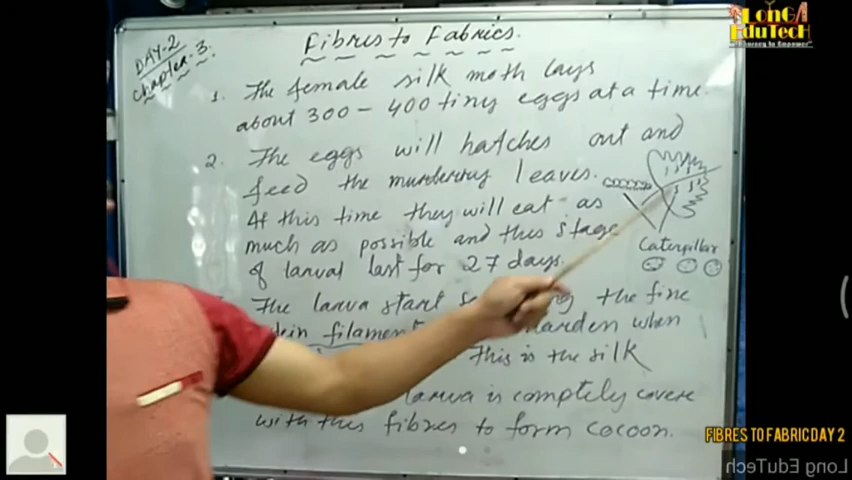 DAY-2
chapter-3.
Fibres to Fabrics.
1. The female silk moth lays
about 300 - 400 tiny eggs at a time.
2. The eggs will hatches out and
feed the munberruy leaves.
At this time they will eat as
much as possible and this stage
of larval last for 27 days.
Caterpillar
The larva start the fine
filament harden when
this is the silk
larva is completly covere
with this fibres to form cocoon.
LonGA
EduTecH
A Journey to Empower
FIBRES TO FABRIC DAY 2
Long EduTech